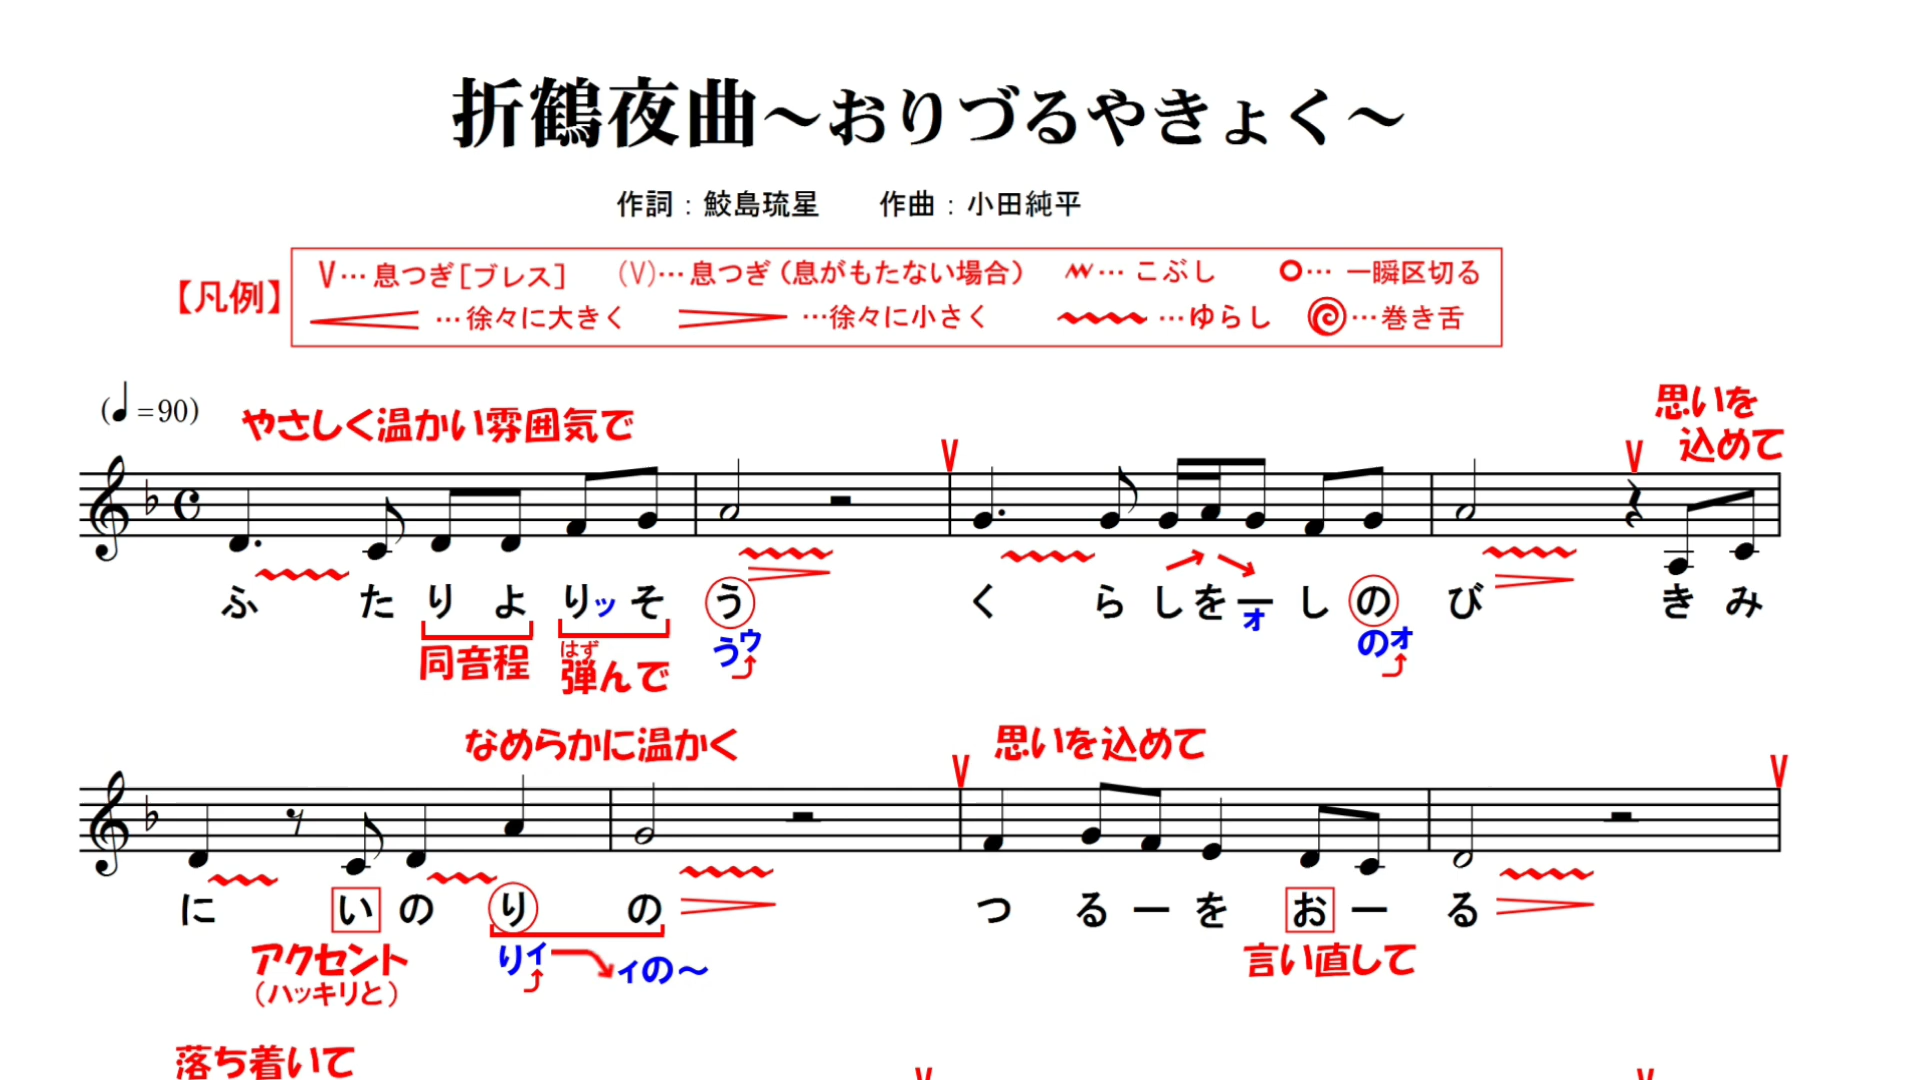 折鶴夜曲～おりづるやきょく～
作詞：鮫島琉星　作曲：小田純平
【凡例】
V…息つぎ［ブレス］ (V)…息つぎ（息がもたない場合） … こぶし … 一瞬区切る
…徐々に大きく …徐々に小さく …ゆらし …巻き舌
(♩=90) やさしく温かい雰囲気で
思いを
込めて
V V
ふ た り よ りッ そ う く ら し を ー し の び き み
オ
同音程 弾んで うゥ のオ
はず
なめらかに温かく V 思いを込めて V
に い の り の つ る ー を お ー る
アクセント りィ ィの～ 言い直して
（ハッキリと）
落ち着いて V V